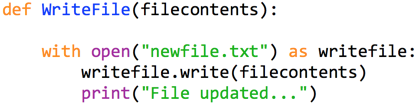 def WriteFile(filecontents):
    with open("newfile.txt") as writefile:
        writefile.write(filecontents)
        print("File updated...")